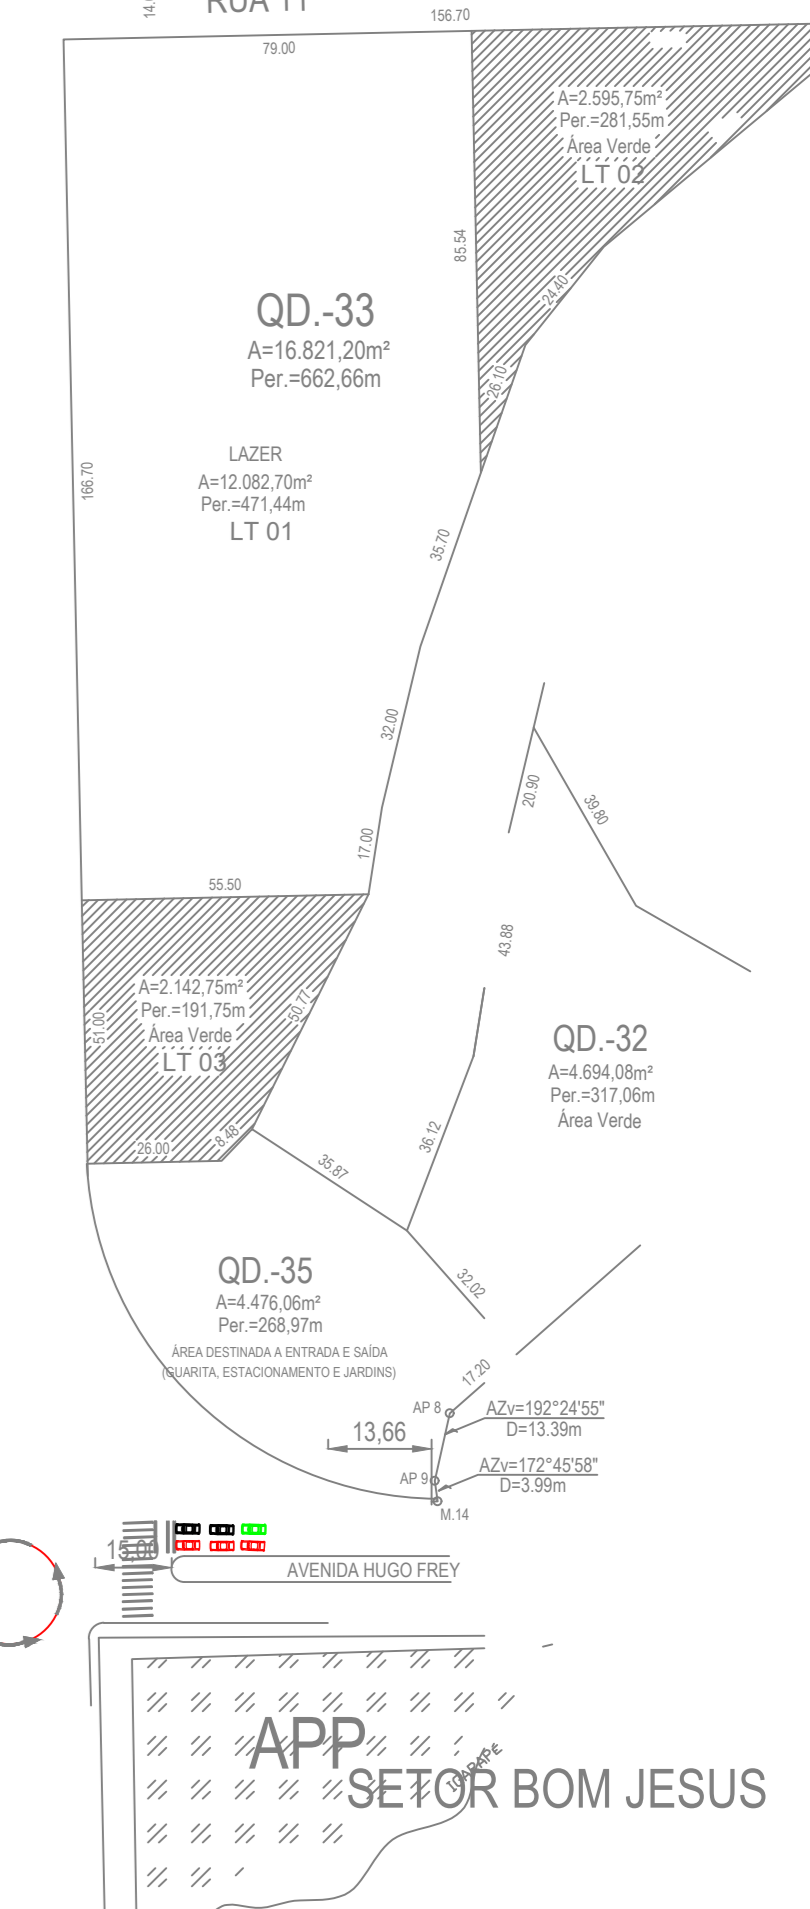 RUA 11
156.70
79.00
A=2.595,75m²
Per.=281,55m
Área Verde
LT 02
85.54
24.40
26.10
QD.-33
A=16.821,20m²
Per.=662,66m
LAZER
A=12.082,70m²
Per.=471,44m
LT 01
166.70
35.70
32.00
17.00
20.90
39.80
55.50
43.88
A=2.142,75m²
Per.=191,75m
Área Verde
LT 03
51.00
50.77
26.00
8.48
QD.-32
A=4.694,08m²
Per.=317,06m
Área Verde
36.12
35.87
32.02
QD.-35
A=4.476,06m²
Per.=268,97m
ÁREA DESTINADA A ENTRADA E SAÍDA
(GUARITA, ESTACIONAMENTO E JARDINS)
17.20
AP 8
AZv=192°24'55"
D=13.39m
13,66
AP 9
AZv=172°45'58"
D=3.99m
M.14
15,00
AVENIDA HUGO FREY
APP
IGARAPÉ
SETOR BOM JESUS